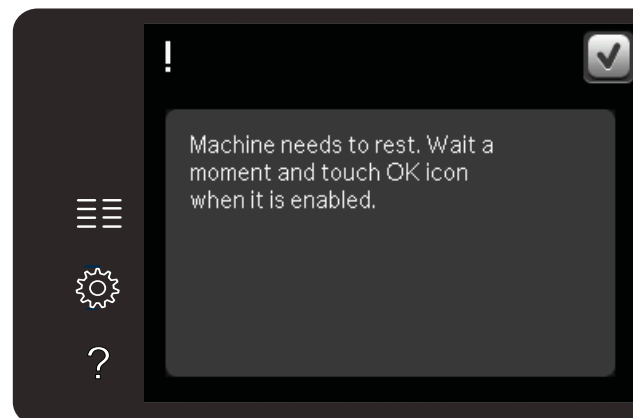 !
Machine needs to rest. Wait a
moment and touch OK icon
when it is enabled.
?